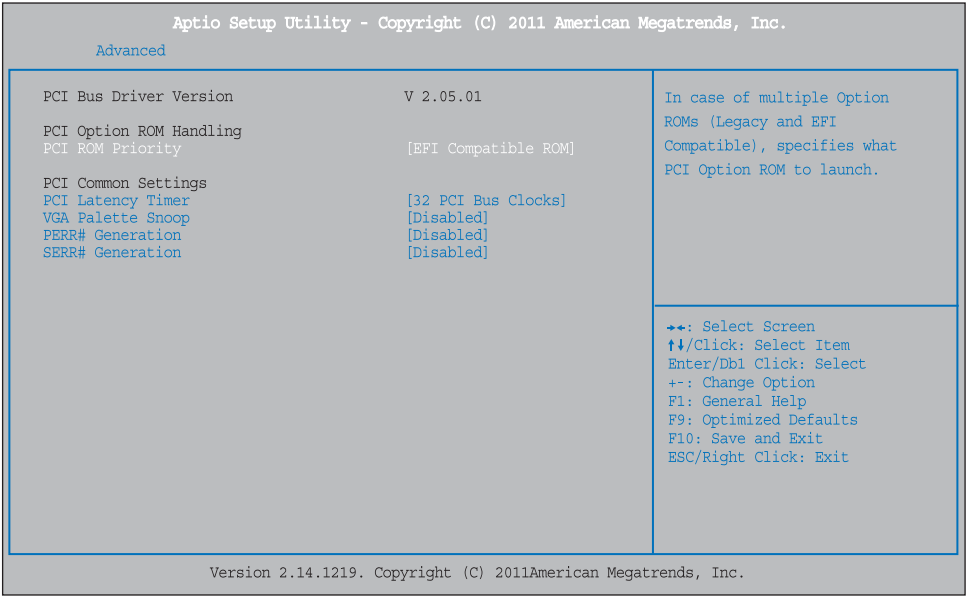 Aptio Setup Utility - Copyright (C) 2011 American Megatrends, Inc.
Advanced
PCI Bus Driver Version V 2.05.01
PCI Option ROM Handling
PCI ROM Priority [EFI Compatible ROM]
PCI Common Settings
PCI Latency Timer [32 PCI Bus Clocks]
VGA Palette Snoop [Disabled]
PERR# Generation [Disabled]
SERR# Generation [Disabled]
In case of multiple Option
ROMs (Legacy and EFI
Compatible), specifies what
PCI Option ROM to launch.
→←: Select Screen
↑↓/Click: Select Item
Enter/Db1 Click: Select
+-: Change Option
F1: General Help
F9: Optimized Defaults
F10: Save and Exit
ESC/Right Click: Exit
Version 2.14.1219. Copyright (C) 2011American Megatrends, Inc.